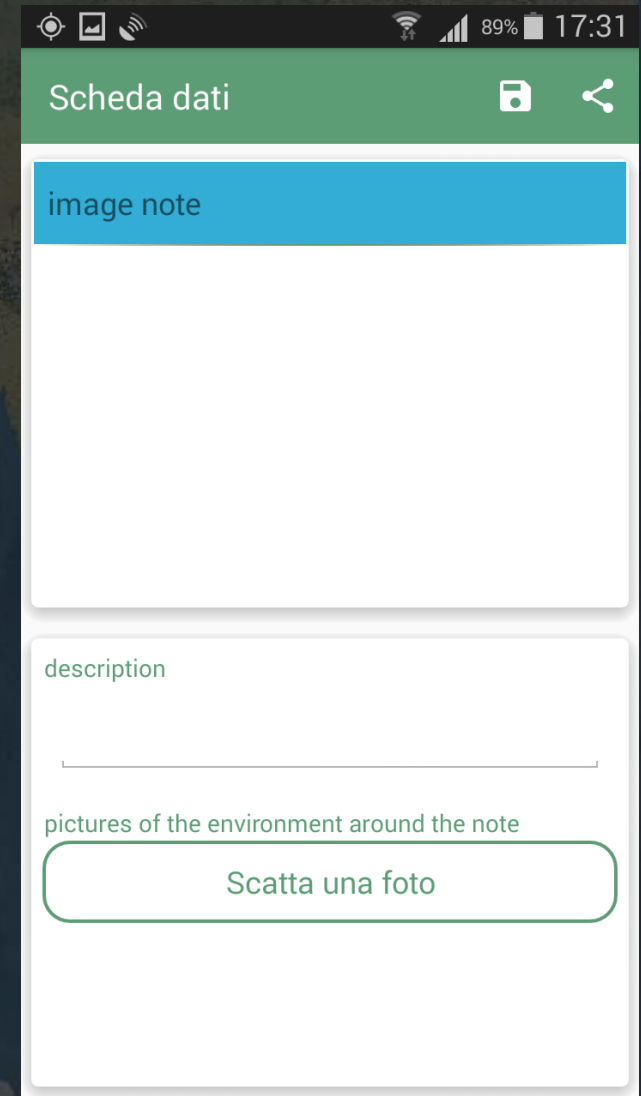 89% 17:31
Scheda dati
image note
description
pictures of the environment around the note
Scatta una foto